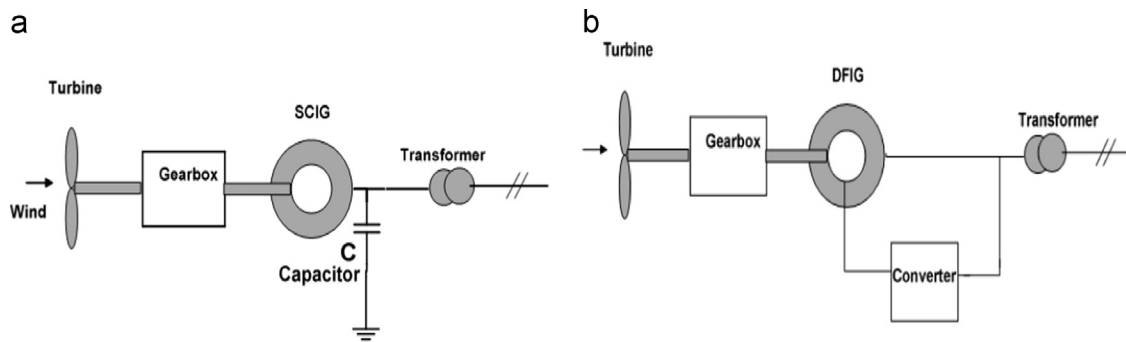 a
Turbine
Wind
Gearbox
SCIG
C
Capacitor
Transformer
b
Turbine
Gearbox
DFIG
Converter
Transformer